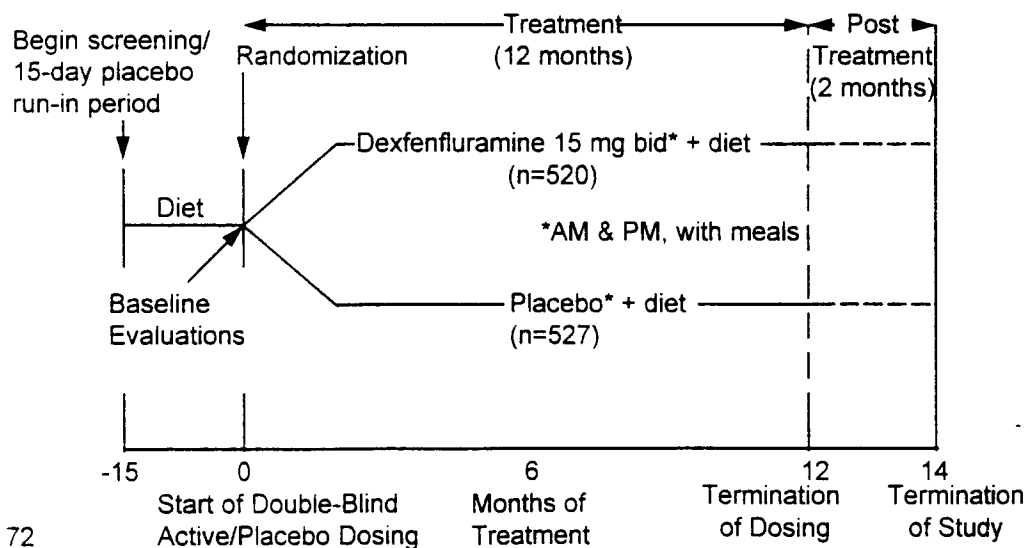 Begin screening/
15-day placebo
run-in period
Randomization
Treatment
(12 months)
Post
Treatment
(2 months)
Dexfenfluramine 15 mg bid* + diet
(n=520)
Diet
*AM & PM, with meals
Baseline
Evaluations
Placebo* + diet
(n=527)
-15
0
6
12
14
Start of Double-Blind
Active/Placebo Dosing
Months of
Treatment
Termination
of Dosing
Termination
of Study
72